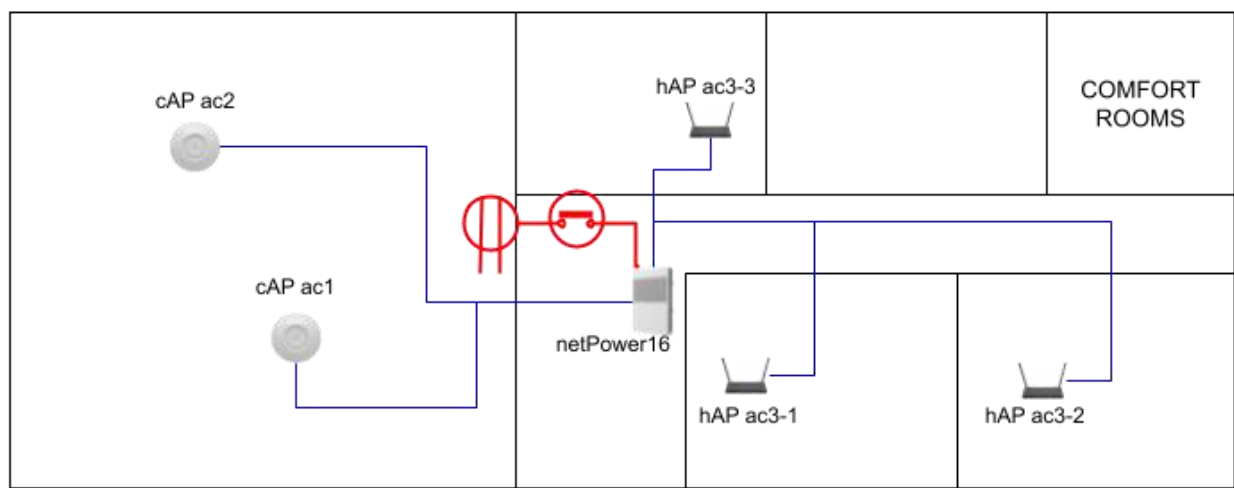 hAP ac3-3
cAP ac2
COMFORT
ROOMS
cAP ac1
netPower16
hAP ac3-1
hAP ac3-2